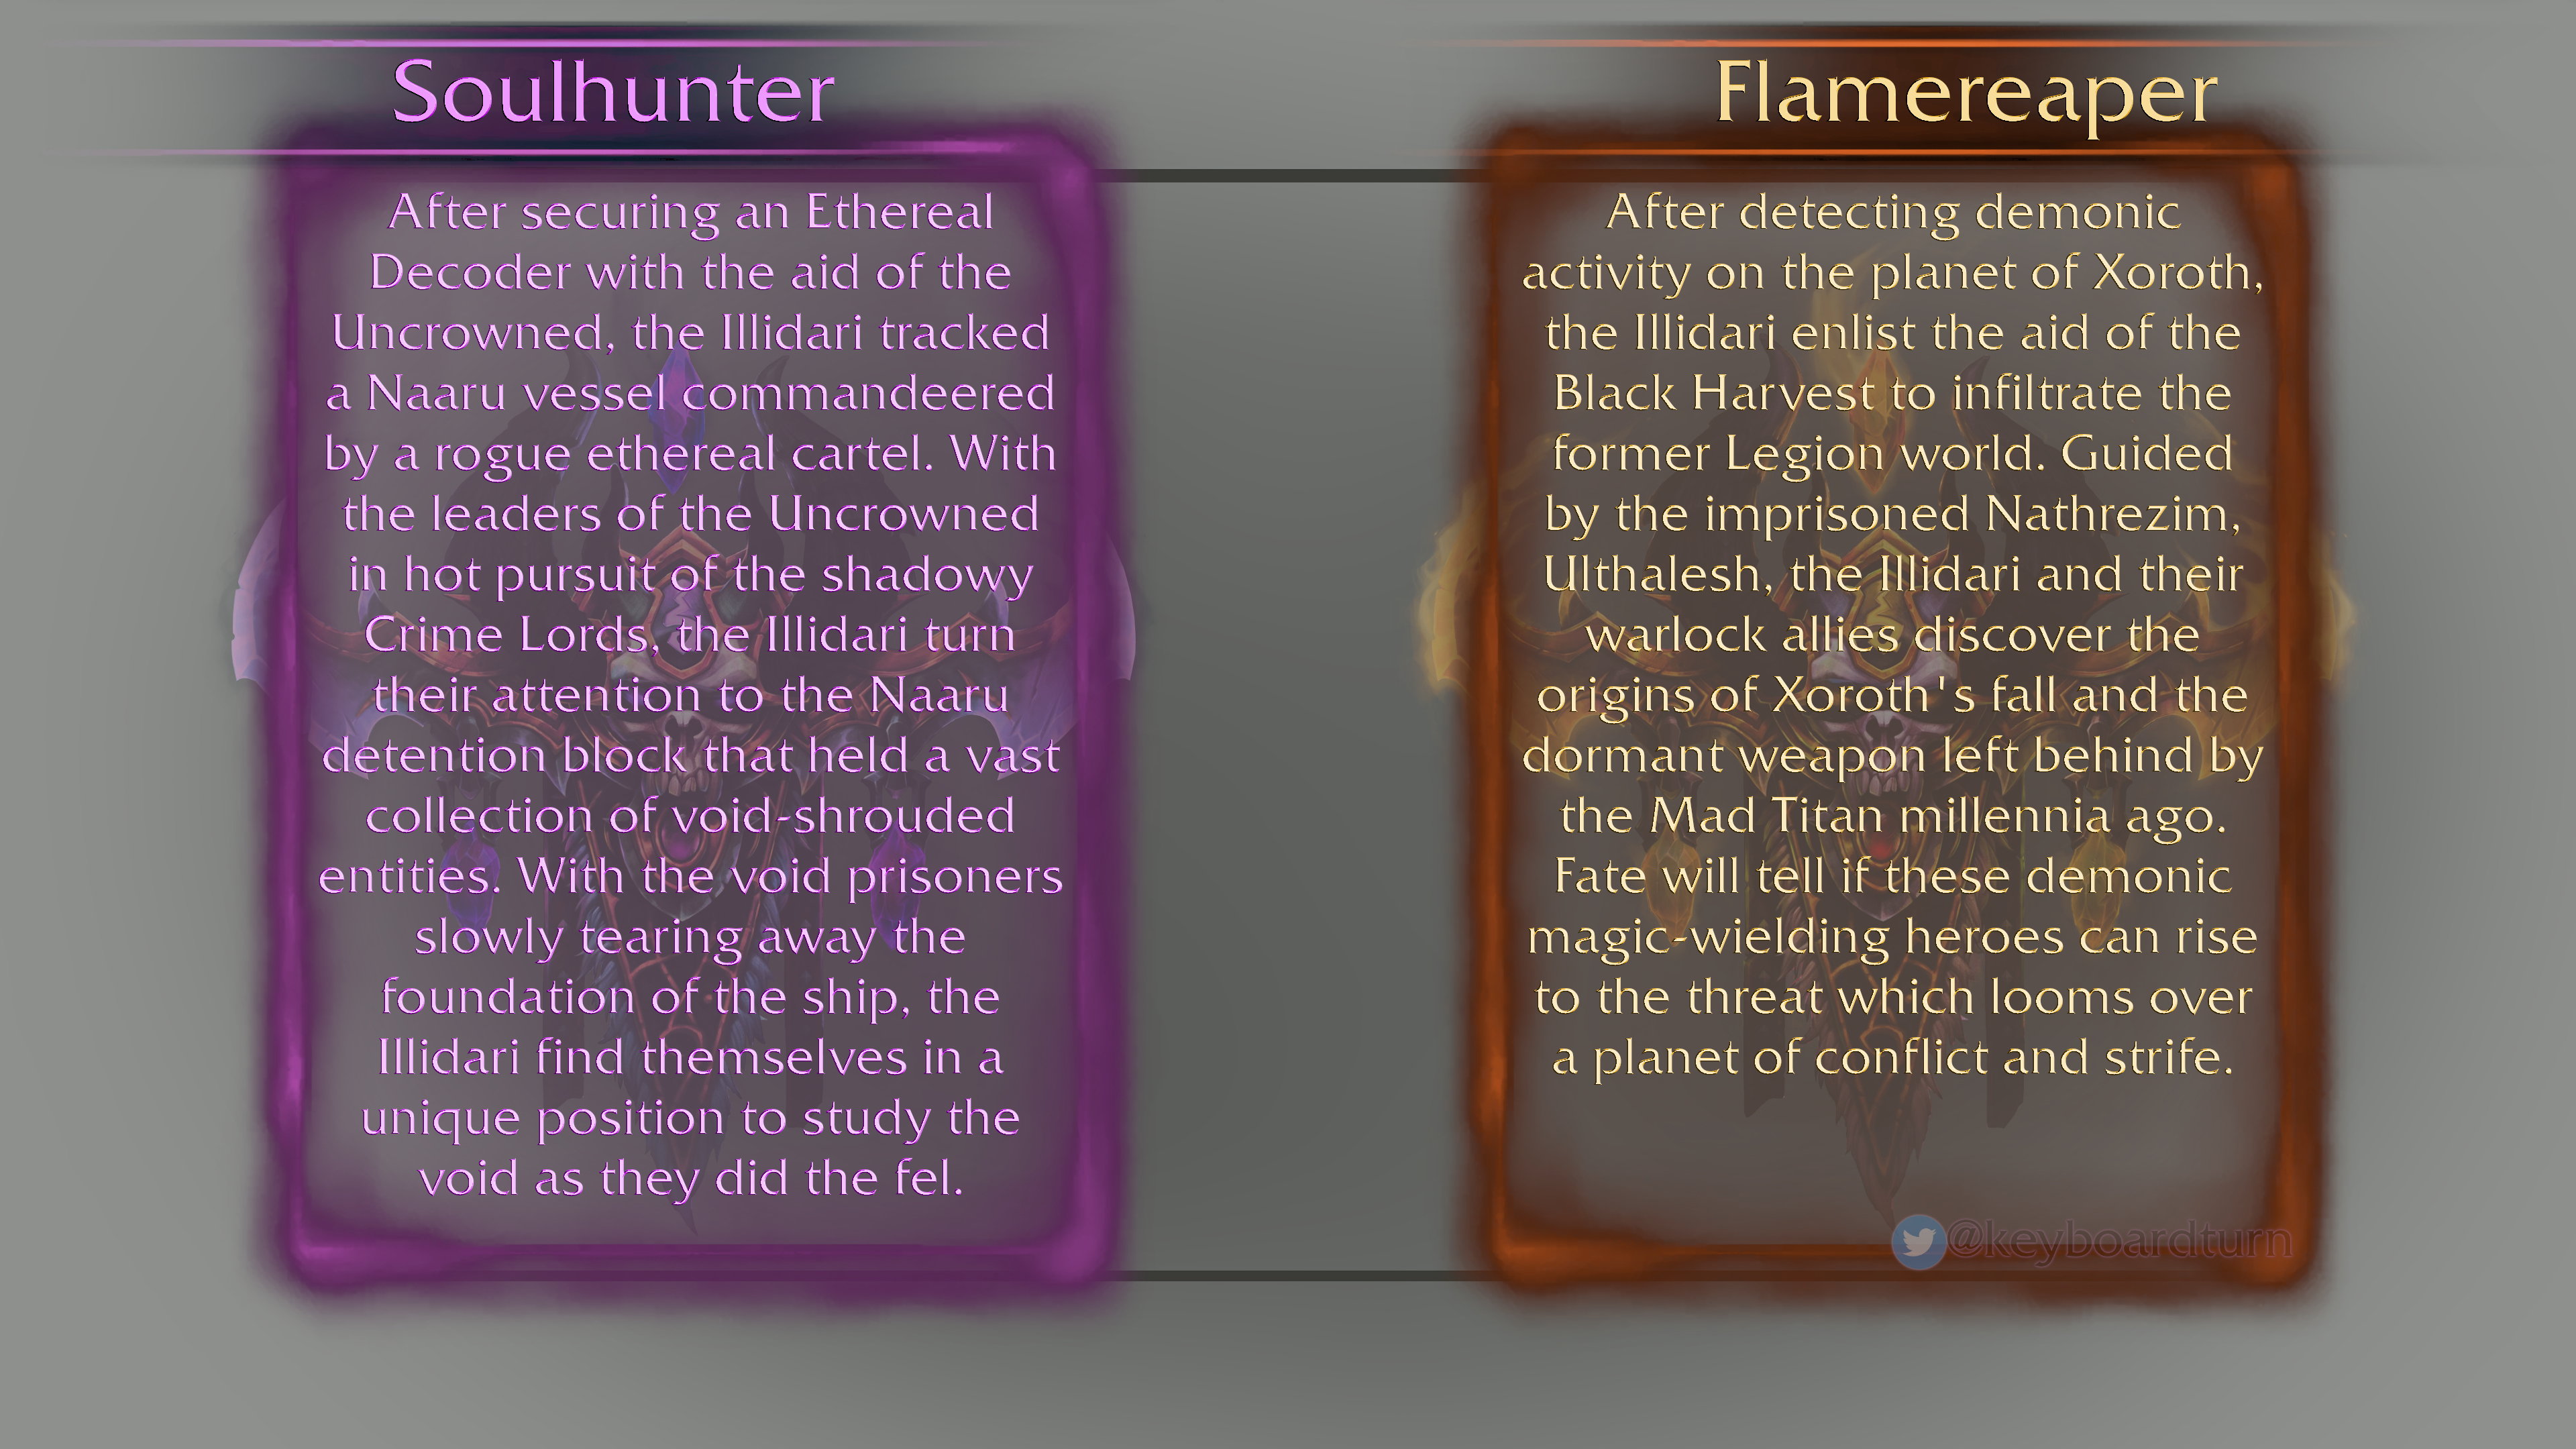 Soulhunter
After securing an Ethereal
Decoder with the aid of the
Uncrowned, the Illidari tracked
a Naaru vessel commandeered
by a rogue ethereal cartel. With
the leaders of the Uncrowned
in hot pursuit of the shadowy
Crime Lords, the Illidari turn
their attention to the Naaru
detention block that held a vast
collection of void-shrouded
entities. With the void prisoners
slowly tearing away the
foundation of the ship, the
Illidari find themselves in a
unique position to study the
void as they did the fel.
Flamereaper
After detecting demonic
activity on the planet of Xoroth,
the Illidari enlist the aid of the
Black Harvest to infiltrate the
former Legion world. Guided
by the imprisoned Nathrezim,
Ulthalesh, the Illidari and their
warlock allies discover the
origins of Xoroth's fall and the
dormant weapon left behind by
the Mad Titan millennia ago.
Fate will tell if these demonic
magic-wielding heroes can rise
to the threat which looms over
a planet of conflict and strife.
@keyboardturn